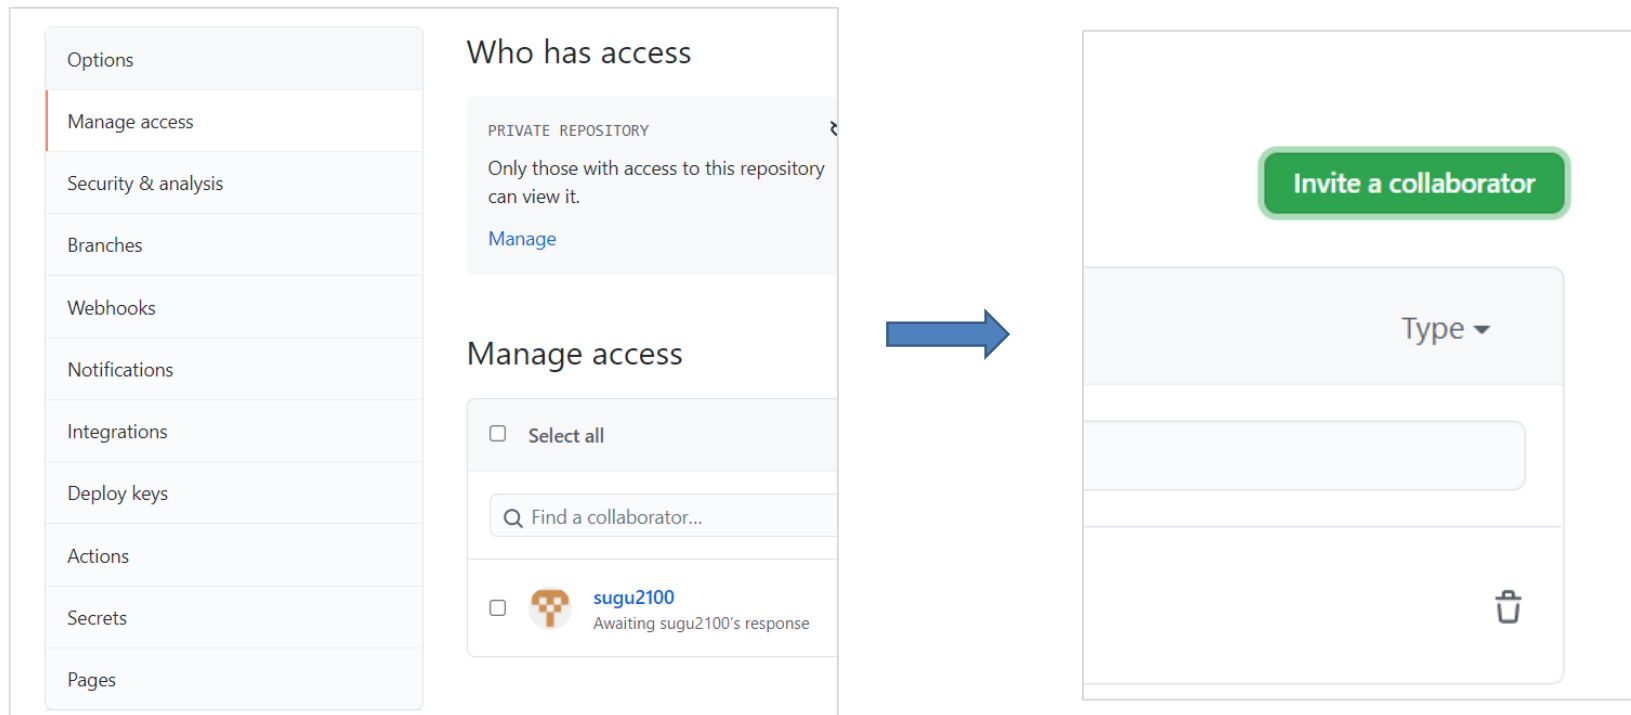 Options
Manage access
Security & analysis
Branches
Webhooks
Notifications
Integrations
Deploy keys
Actions
Secrets
Pages
Who has access
PRIVATE REPOSITORY
Only those with access to this repository
can view it.
Manage
Manage access
Select all
Find a collaborator...
sugu2100
Awaiting sugu2100's response
Invite a collaborator
Type